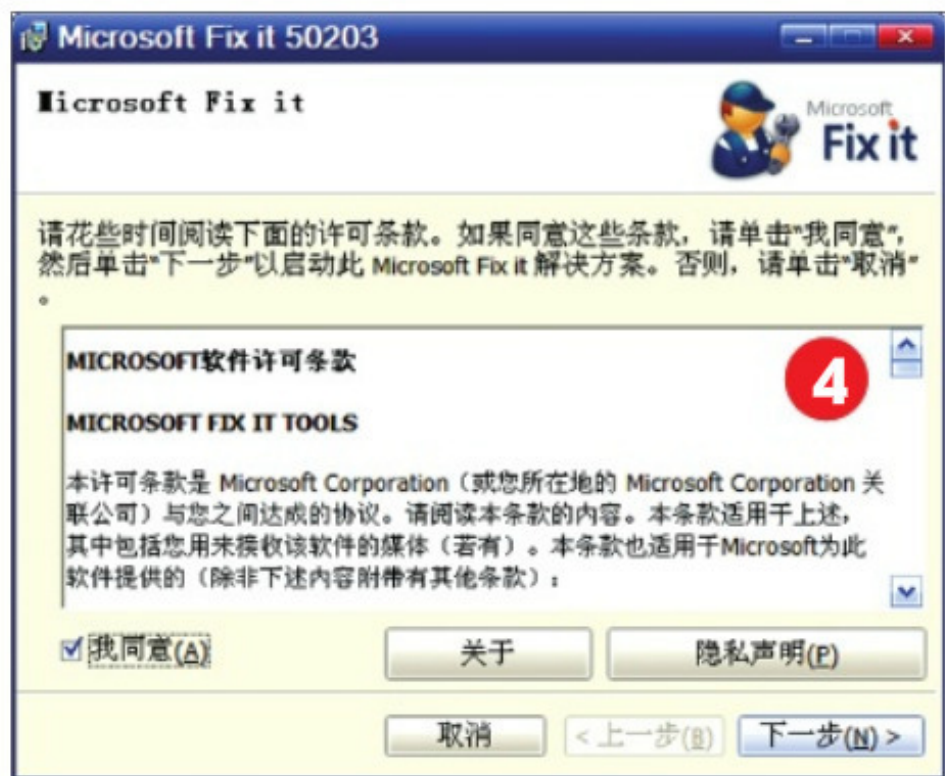 Microsoft Fix it 50203
Microsoft Fix it
Microsoft
Fix it
请花些时间阅读下面的许可条款。如果同意这些条款，请单击"我同意"，
然后单击"下一步"以启动此 Microsoft Fix it 解决方案。否则，请单击"取消"
。
4
MICROSOFT软件许可条款
MICROSOFT FIX IT TOOLS
本许可条款是 Microsoft Corporation（或您所在地的 Microsoft Corporation 关
联公司）与您之间达成的协议。请阅读本条款的内容。本条款适用于上述，
其中包括您用来接收该软件的媒体（若有）。本条款也适用于Microsoft为此
软件提供的（除非下述内容附带有其他条款）：
我同意(A)
关于
隐私声明(P)
取消
< 上一步(B)
下一步(N) >